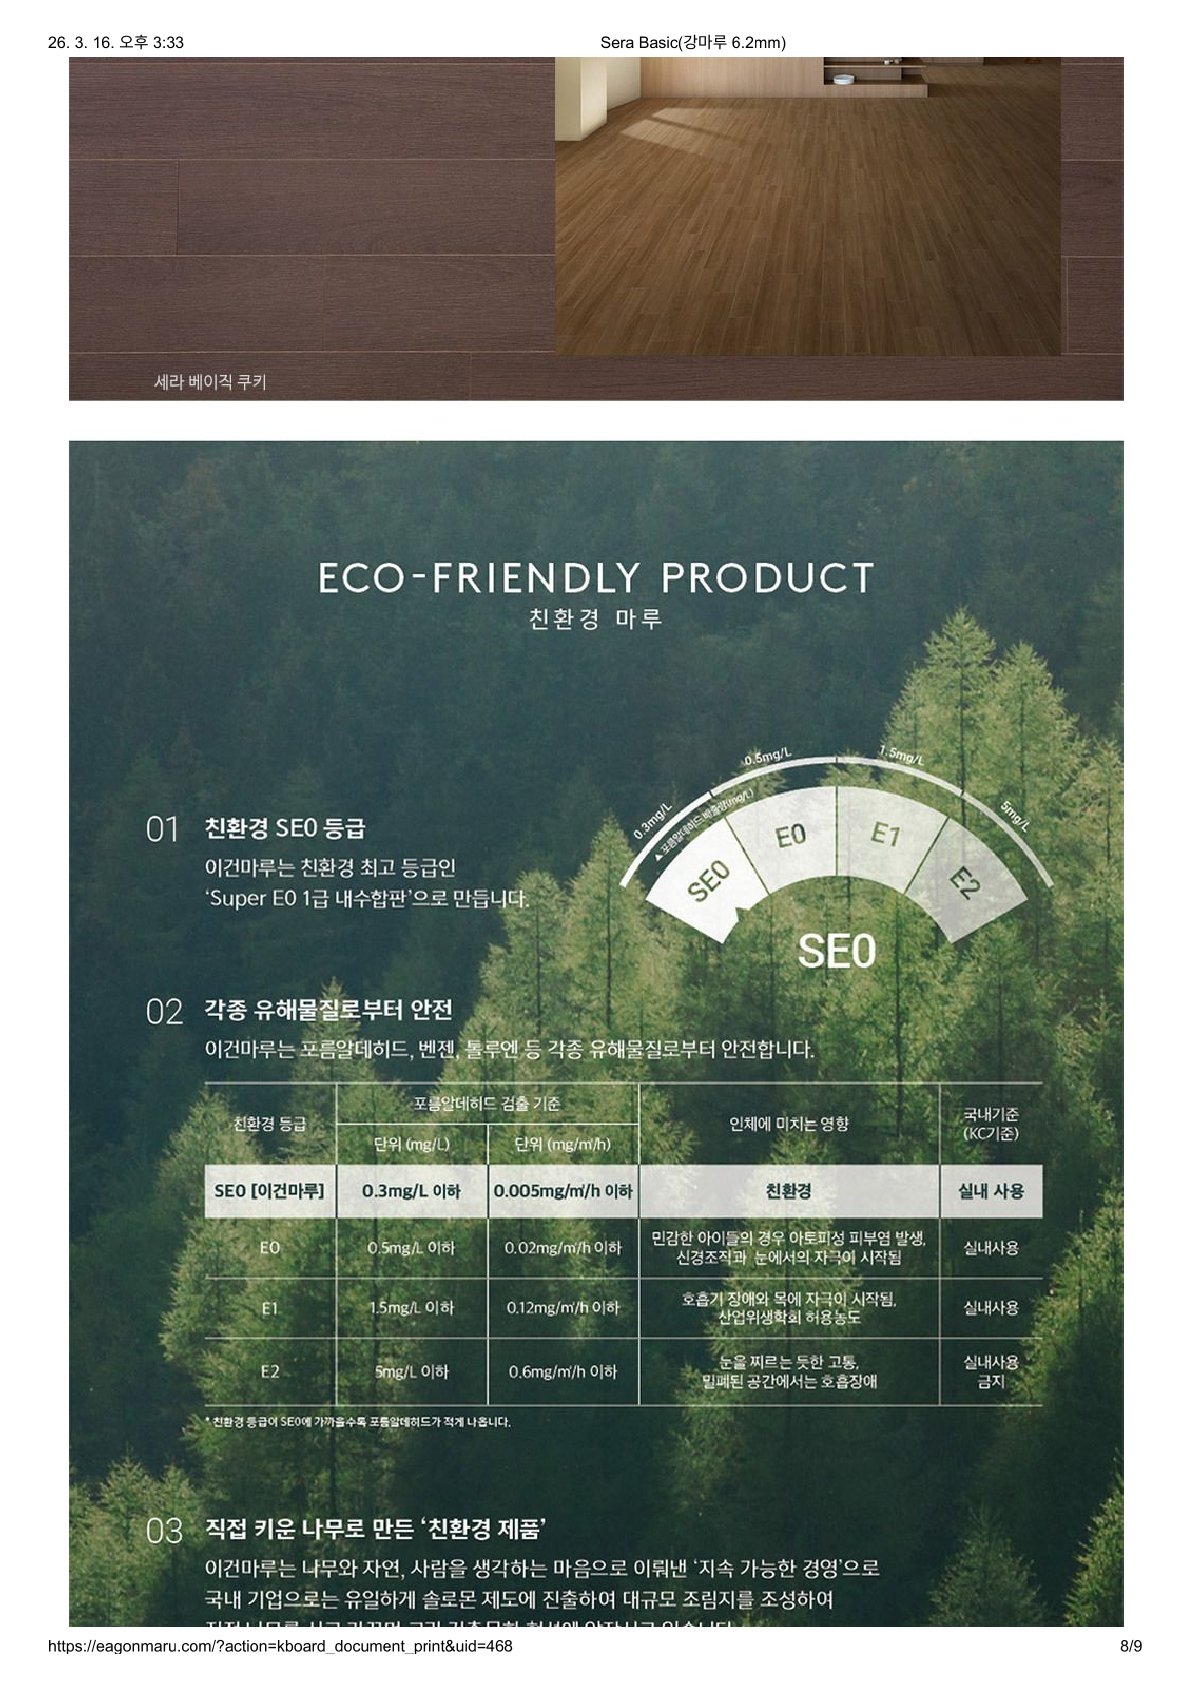 26. 3. 16. 오후 3:33
Sera Basic(강마루 6.2mm)
세라 베이직 쿠키
ECO-FRIENDLY PRODUCT
친환경 마루
0.3mg/L
0.5mg/L
1.5mg/L
5mg/L
▲ 포름알데히드 배출량(mg/L)
SE0
E0
E1
E2
SE0
01 친환경 SE0 등급
이건마루는 친환경 최고 등급인
‘Super E0 1급 내수합판’으로 만듭니다.
02 각종 유해물질로부터 안전
이건마루는 포름알데히드, 벤젠, 톨루엔 등 각종 유해물질로부터 안전합니다.
친환경 등급
포름알데히드 검출 기준
단위 (mg/L)
단위 (mg/㎡/h)
인체에 미치는 영향
국내기준
(KC기준)
SE0 [이건마루] 0.3mg/L 이하 0.005mg/㎡/h 이하 친환경 실내 사용
E0 0.5mg/L 이하 0.02mg/㎡/h 이하 민감한 아이들의 경우 아토피성 피부염 발생,
신경조직과 눈에서의 자극이 시작됨 실내사용
E1 1.5mg/L 이하 0.12mg/㎡/h 이하 호흡기 장애와 목에 자극이 시작됨,
산업위생학회 허용농도 실내사용
E2 5mg/L 이하 0.6mg/㎡/h 이하 눈을 찌르는 듯한 고통,
밀폐된 공간에서는 호흡장애 실내사용
금지
* 친환경 등급이 SE0에 가까울수록 포름알데히드가 적게 나옵니다.
03 직접 키운 나무로 만든 ‘친환경 제품’
이건마루는 나무와 자연, 사람을 생각하는 마음으로 이뤄낸 ‘지속 가능한 경영’으로
국내 기업으로는 유일하게 솔로몬 제도에 진출하여 대규모 조림지를 조성하여
https://eagonmaru.com/?action=kboard_document_print&uid=468
8/9